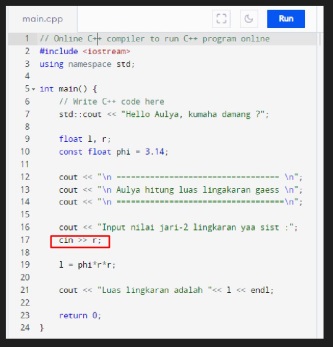 main.cpp
Run
1 // Online C++ compiler to run C++ program online
2 #include <iostream>
3 using namespace std;
4
5 int main() {
6 // Write C++ code here
7 std::cout << "Hello Aulya, kumaha danang ?";
8
9 float l, r;
10 const float phi = 3.14;
11
12 cout << "\n ============================== \n";
13 cout << "\n Aulya hitung luas lingakaran gaess \n";
14 cout << "\n ==================================\n";
15
16 cout << "Input nilai jari-2 lingkaran yaa sist :";
17 cin >> r;
18
19 l = phi*r*r;
20
21 cout << "Luas lingkaran adalah "<< l << endl;
22
23 return 0;
24 }